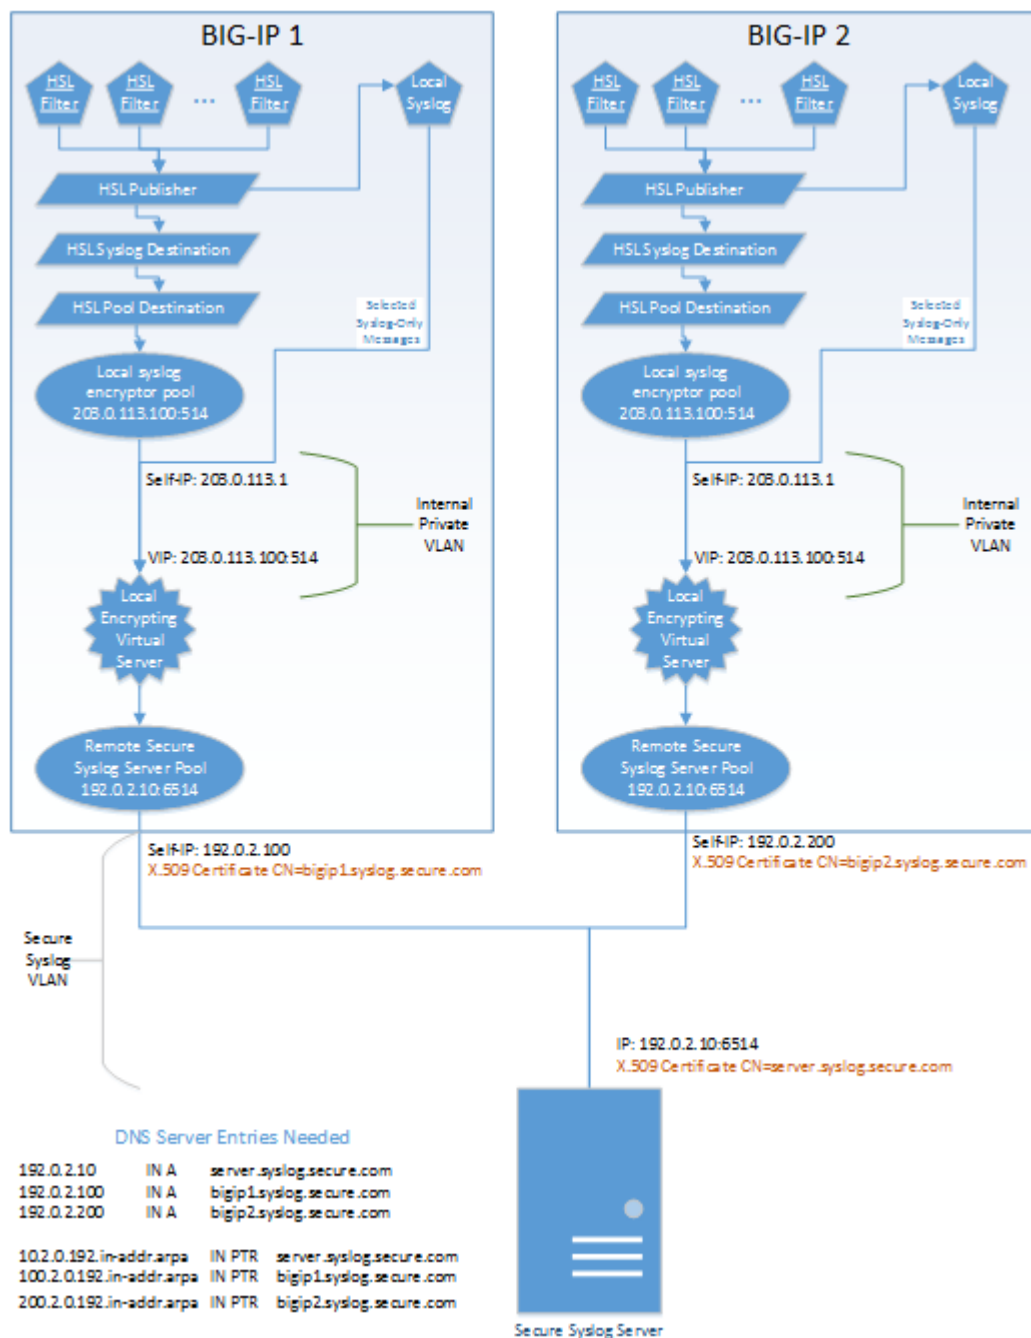 BIG-IP 1
HSL
Filter
HSL
Filter
...
HSL
Filter
Local
Syslog
HSL Publisher
HSL Syslog Destination
HSL Pool Destination
Selected
Syslog-Only
Messages
Local syslog
encryptor pool
203.0.113.100:514
Self-IP: 203.0.113.1
Internal
Private
VLAN
VIP: 203.0.113.100:514
Local
Encrypting
Virtual
Server
Remote Secure
Syslog Server Pool
192.0.2.10:6514
Self-IP: 192.0.2.100
X.509 Certificate CN=bigip1.syslog.secure.com
BIG-IP 2
HSL
Filter
HSL
Filter
...
HSL
Filter
Local
Syslog
HSL Publisher
HSL Syslog Destination
HSL Pool Destination
Selected
Syslog-Only
Messages
Local syslog
encryptor pool
203.0.113.100:514
Self-IP: 203.0.113.1
Internal
Private
VLAN
VIP: 203.0.113.100:514
Local
Encrypting
Virtual
Server
Remote Secure
Syslog Server Pool
192.0.2.10:6514
Self-IP: 192.0.2.200
X.509 Certificate CN=bigip2.syslog.secure.com
Secure
Syslog
VLAN
IP: 192.0.2.10:6514
X.509 Certificate CN=server.syslog.secure.com
DNS Server Entries Needed
192.0.2.10 IN A server.syslog.secure.com
192.0.2.100 IN A bigip1.syslog.secure.com
192.0.2.200 IN A bigip2.syslog.secure.com
10.2.0.192.in-addr.arpa IN PTR server.syslog.secure.com
100.2.0.192.in-addr.arpa IN PTR bigip1.syslog.secure.com
200.2.0.192.in-addr.arpa IN PTR bigip2.syslog.secure.com
Secure Syslog Server